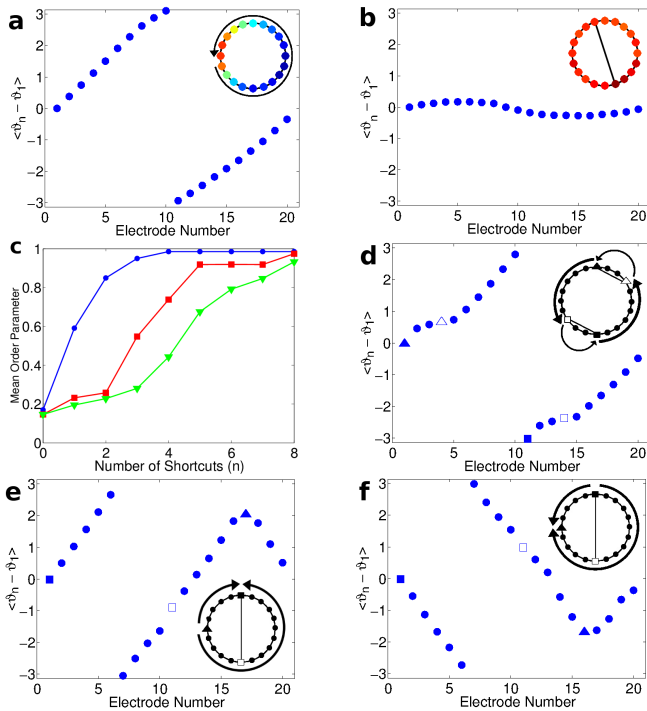 a
3
2
1
0
−1
−2
−3
<ϑn − ϑ1>
0 5 10 15 20
Electrode Number
b
3
2
1
0
−1
−2
−3
<ϑn − ϑ1>
0 5 10 15 20
Electrode Number
c
1
0.8
0.6
0.4
0.2
0
Mean Order Parameter
0 2 4 6 8
Number of Shortcuts (n)
d
3
2
1
0
−1
−2
−3
<ϑn − ϑ1>
0 5 10 15 20
Electrode Number
e
3
2
1
0
−1
−2
−3
<ϑn − ϑ1>
0 5 10 15 20
Electrode Number
f
3
2
1
0
−1
−2
−3
<ϑn − ϑ1>
0 5 10 15 20
Electrode Number